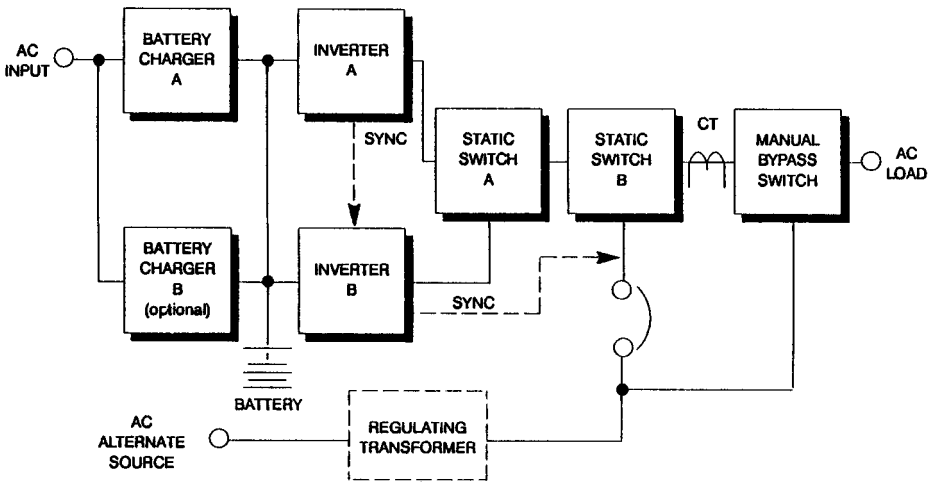 AC
INPUT
BATTERY
CHARGER
A
INVERTER
A
SYNC
STATIC
SWITCH
A
STATIC
SWITCH
B
CT
MANUAL
BYPASS
SWITCH
AC
LOAD
BATTERY
CHARGER
B
(optional)
INVERTER
B
SYNC
BATTERY
AC
ALTERNATE
SOURCE
REGULATING
TRANSFORMER